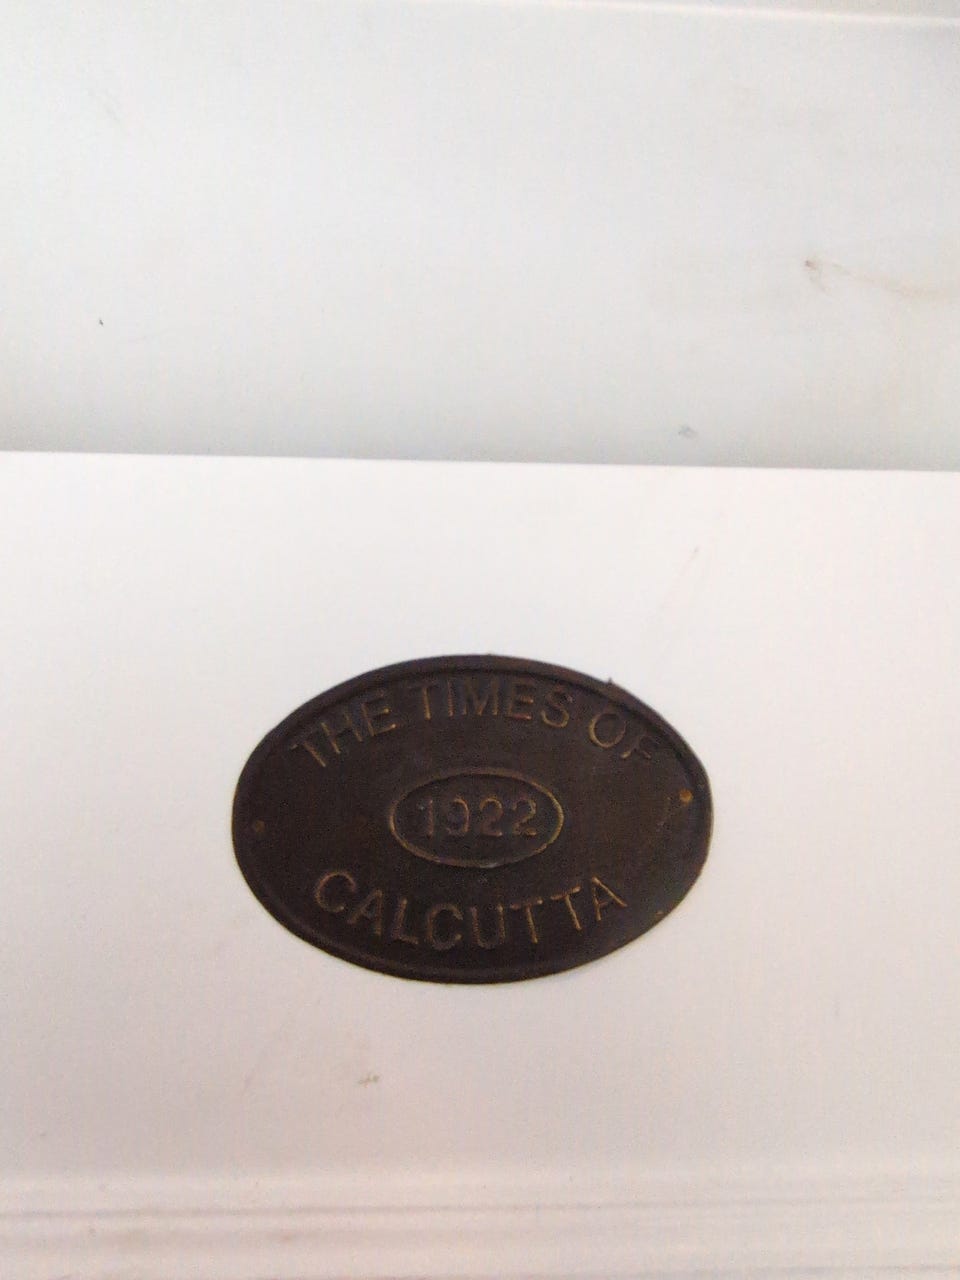 THE TIMES OF
1922
CALCUTTA